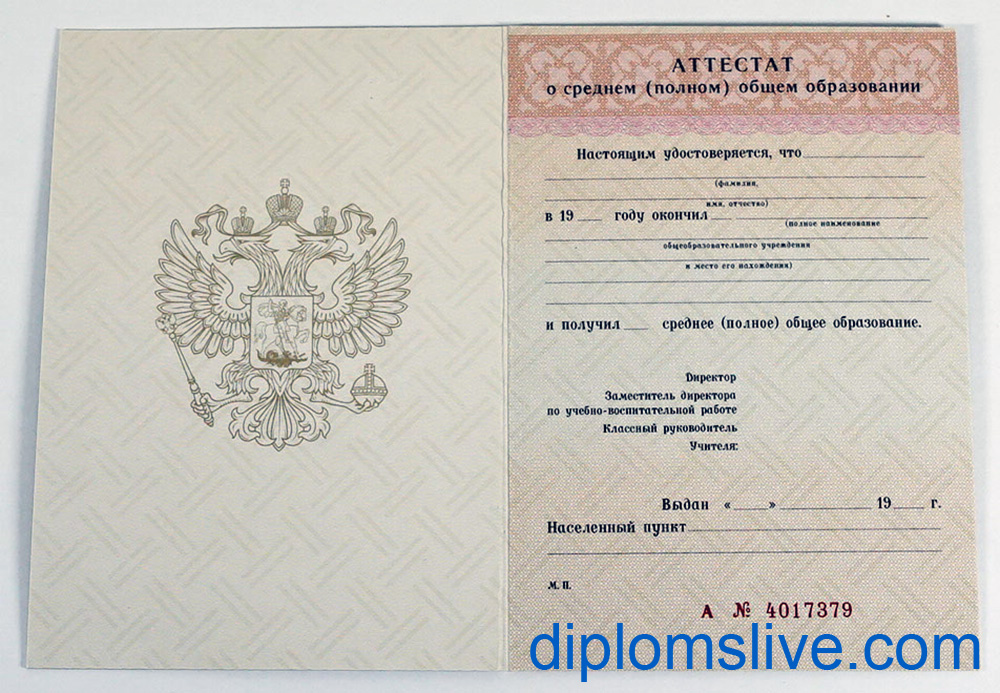 АТТЕСТАТ
о среднем (полном) общем образовании
Настоящим удостоверяется, что
(фамилия,
имя, отчество)
в 19 году окончил
(полное наименование
общеобразовательного учреждения
и место его нахождения)
и получил среднее (полное) общее образование.
Директор
Заместитель директора
по учебно-воспитательной работе
Классный руководитель
Учителя:
Выдан « » 19 г.
Населенный пункт
М. П.
А № 4017379
diplomslive.com